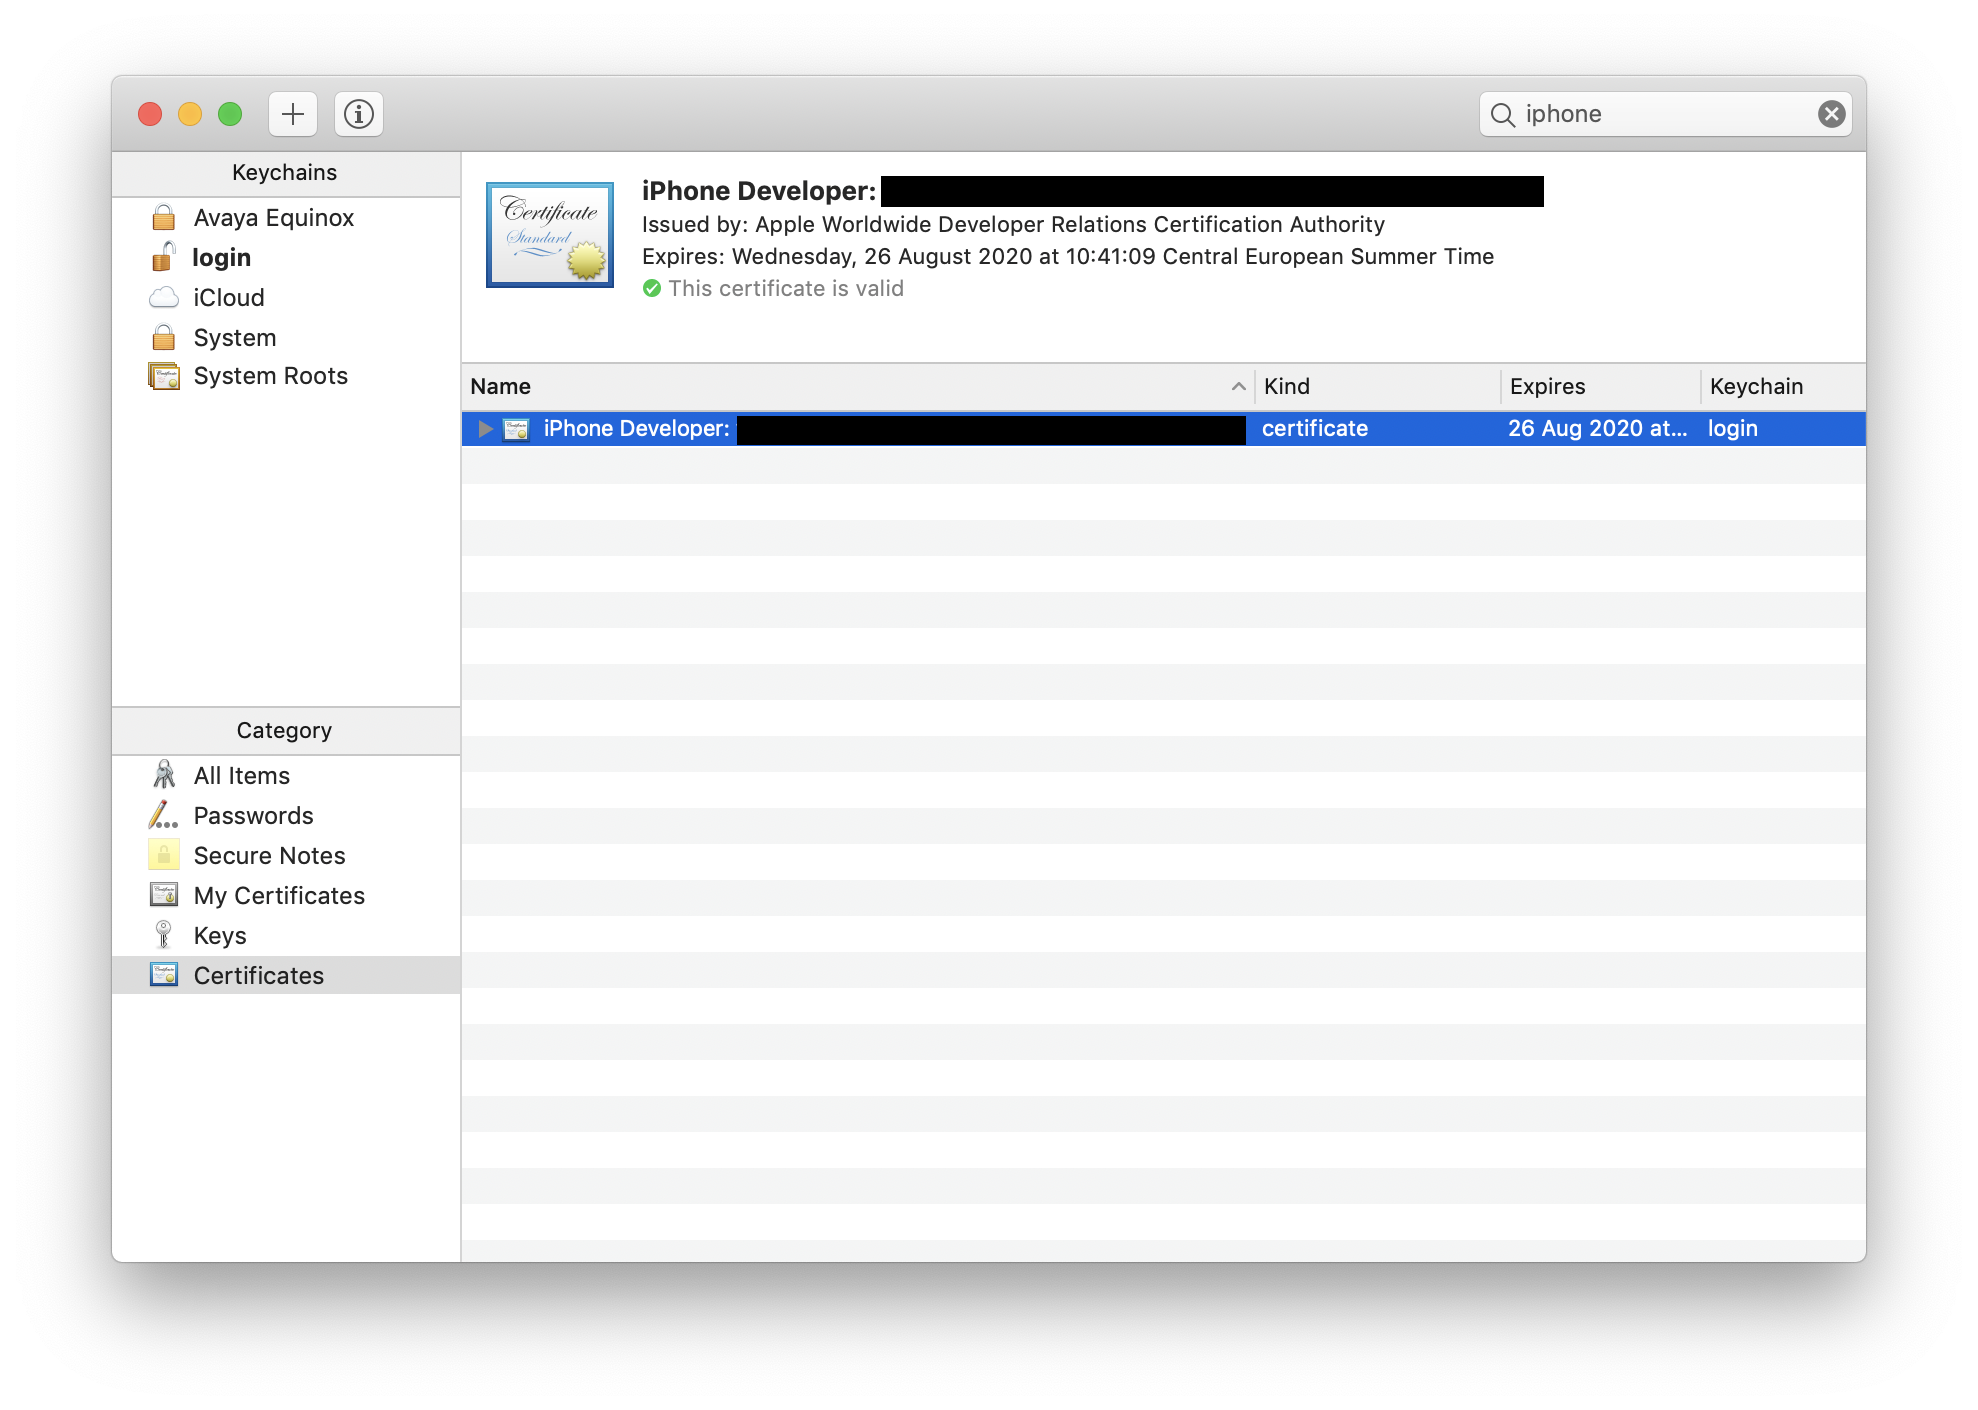 iphone
Keychains
Avaya Equinox
login
iCloud
System
System Roots
Category
All Items
Passwords
Secure Notes
My Certificates
Keys
Certificates
Certificate
Standard
iPhone Developer:
Issued by: Apple Worldwide Developer Relations Certification Authority
Expires: Wednesday, 26 August 2020 at 10:41:09 Central European Summer Time
This certificate is valid
Name Kind Expires Keychain
iPhone Developer: certificate 26 Aug 2020 at... login